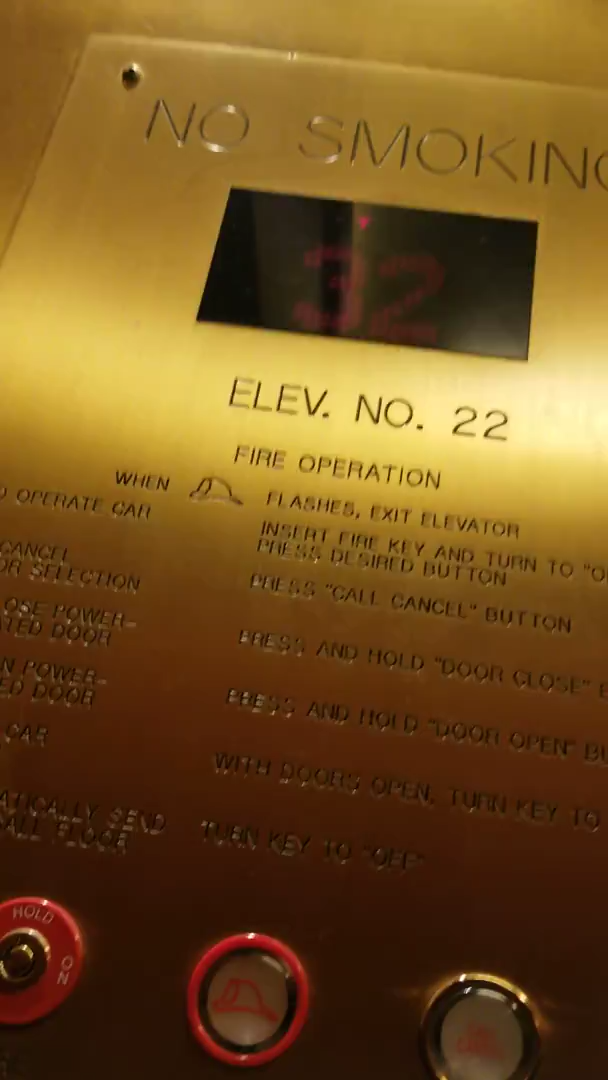 NO SMOKING
32
ELEV. NO. 22
FIRE OPERATION
WHEN FLASHES, EXIT ELEVATOR
O OPERATE CAR
INSERT FIRE KEY AND TURN TO "O
PRESS DESIRED BUTTON
CANCEL
OR SELECTION
PRESS "CALL CANCEL" BUTTON
OSE POWER-
ATED DOOR
PRESS AND HOLD "DOOR CLOSE" B
N POWER-
ED DOOR
PRESS AND HOLD "DOOR OPEN" BU
CAR
WITH DOORS OPEN, TURN KEY TO
ATICALLY SEND
CALL FLOOR
TURN KEY TO "OFF"
HOLD
ON